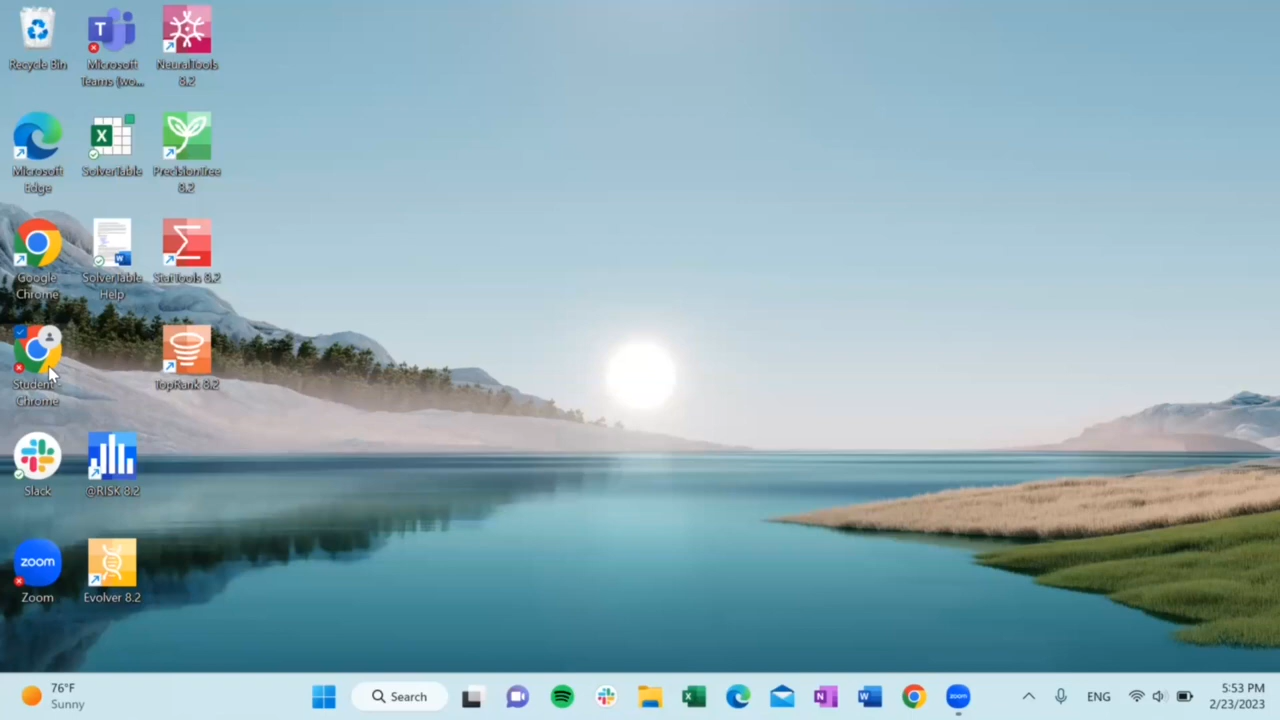 Recycle Bin
Microsoft
Teams (wo...
NeuralTools
8.2
Microsoft
Edge
SolverTable
PrecisionTree
8.2
Google
Chrome
SolverTable
Help
StatTools 8.2
Student -
Chrome
TopRank 8.2
Slack
@RISK 8.2
zoom
Zoom
Evolver 8.2
76°F
Sunny
Search
zoom
ENG
5:53 PM
2/23/2023